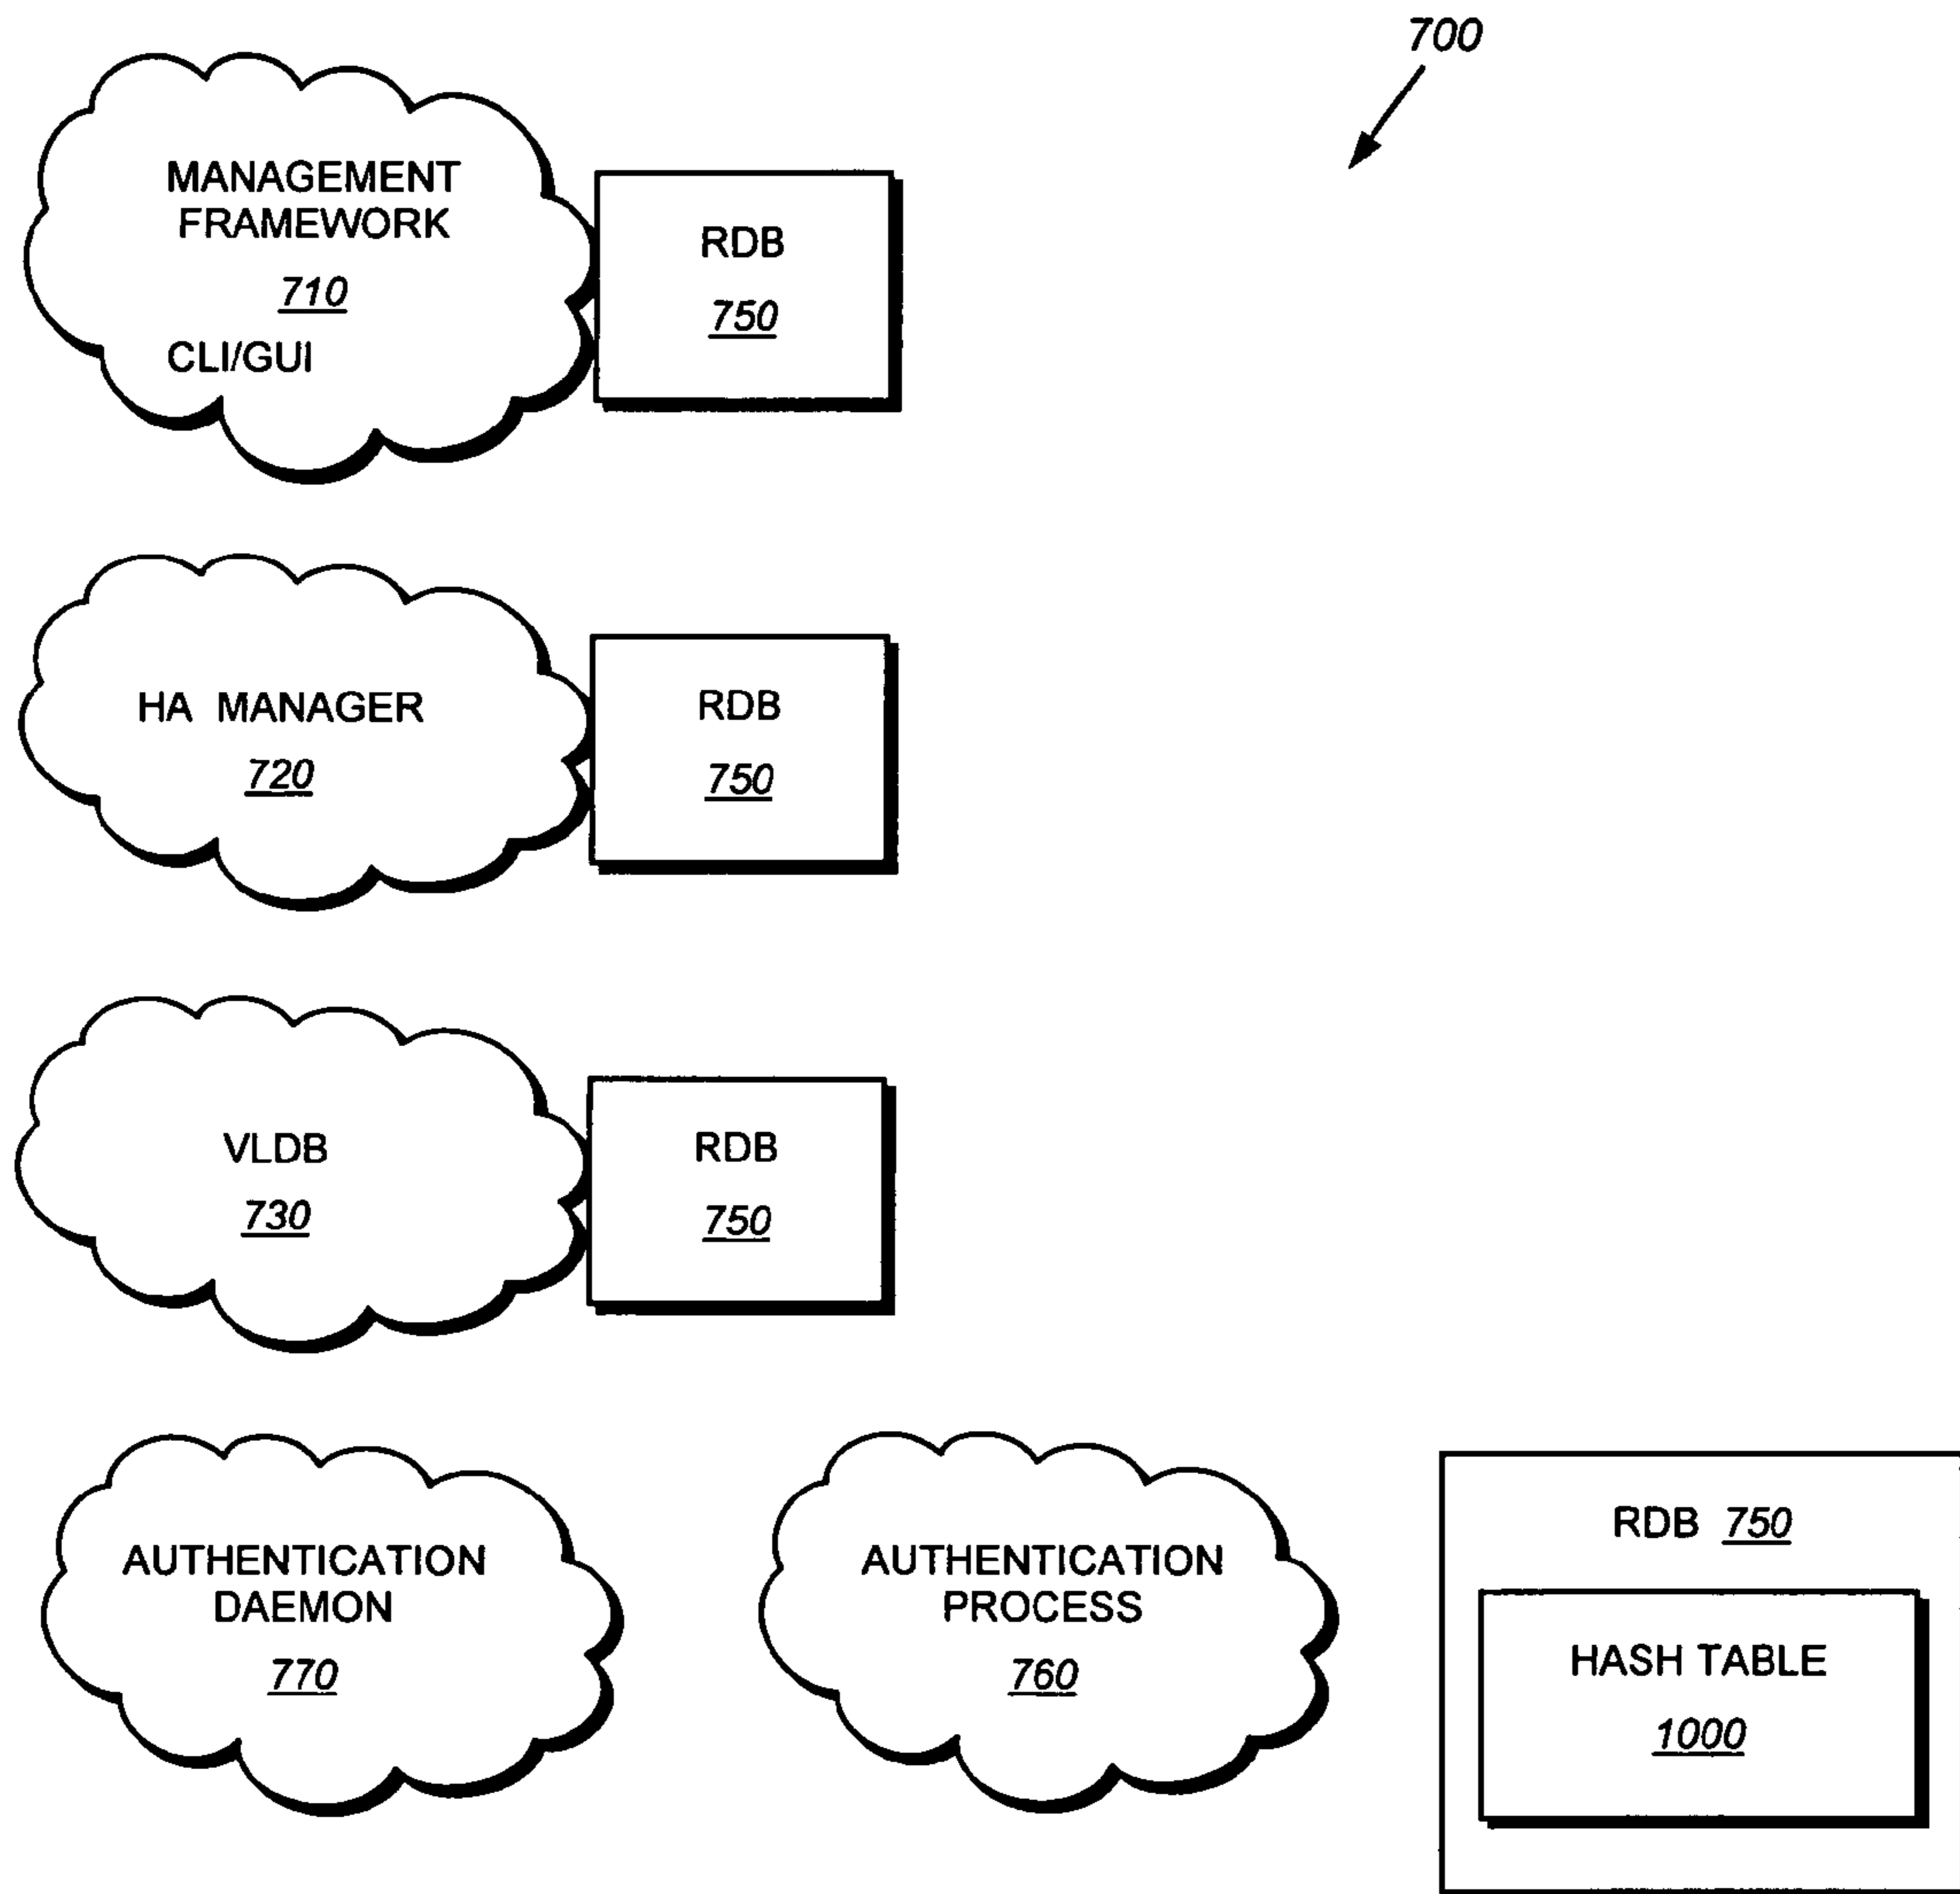 700
MANAGEMENT
FRAMEWORK
710
CLI/GUI
RDB
750
HA MANAGER
720
RDB
750
VLDB
730
RDB
750
AUTHENTICATION
DAEMON
770
AUTHENTICATION
PROCESS
760
RDB 750
HASH TABLE
1000